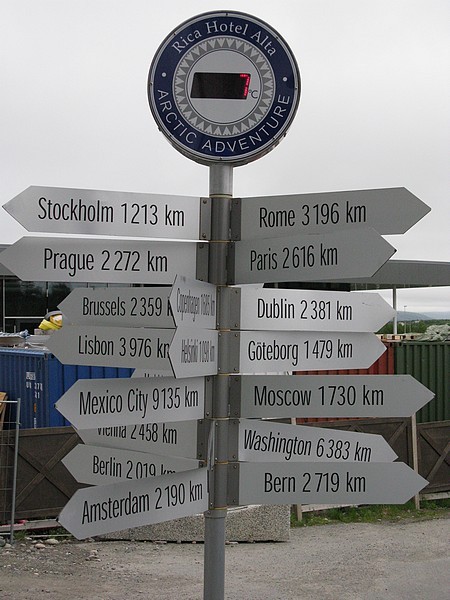 Rica Hotel Alta
7°C
ARCTIC ADVENTURE
Stockholm 1213 km
Rome 3196 km
Prague 2272 km
Paris 2616 km
Brussels 2359
Copenhagen km
Dublin 2381 km
Lisbon 3976 km
Helsinki km
Göteborg 1479 km
Mexico City 9135 km
Moscow 1730 km
Vienna 2458 km
Washington 6383 km
Berlin 2019 km
Bern 2719 km
Amsterdam 2190 km